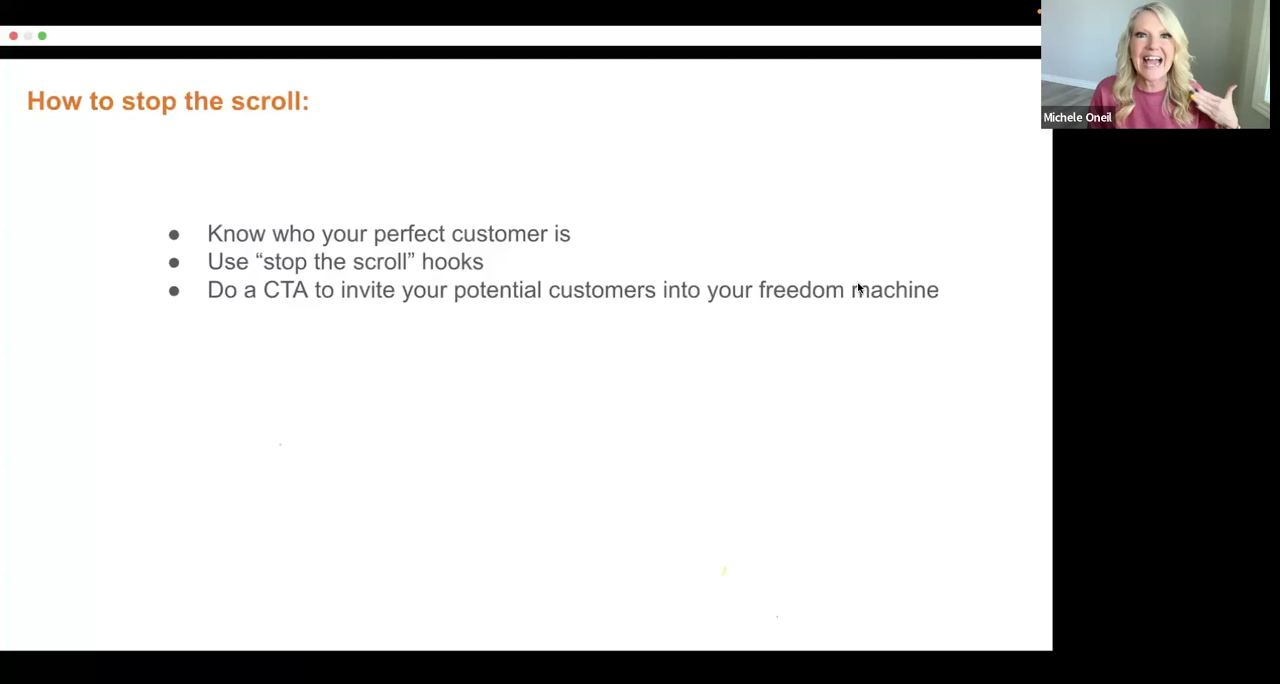 How to stop the scroll:
Michele Oneil
● Know who your perfect customer is
● Use “stop the scroll” hooks
● Do a CTA to invite your potential customers into your freedom machine